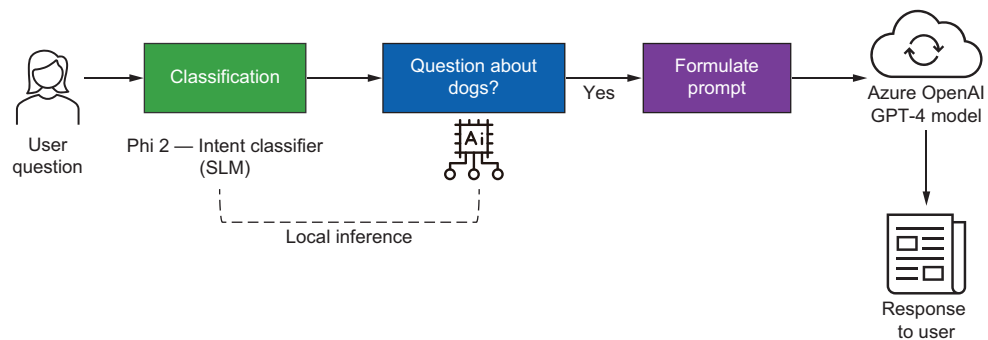 User
question
Classification
Phi 2 — Intent classifier
(SLM)
Question about
dogs?
Ai
Local inference
Yes
Formulate
prompt
Azure OpenAI
GPT-4 model
Response
to user